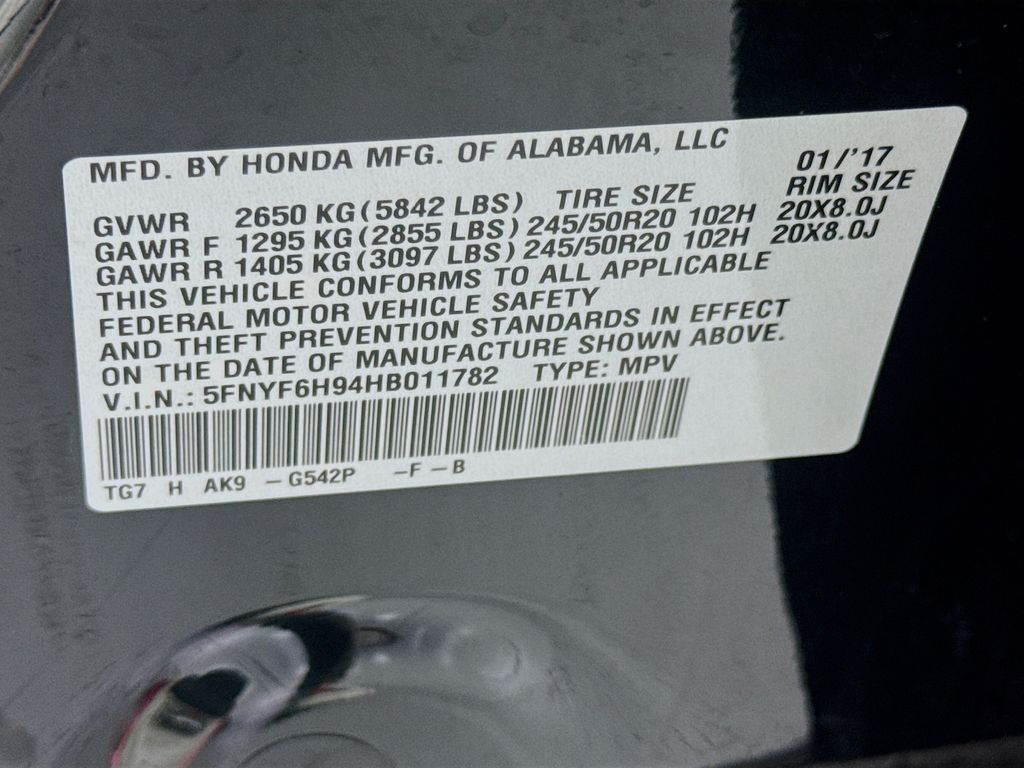 MFD. BY HONDA MFG. OF ALABAMA, LLC 01/'17
GVWR 2650 KG (5842 LBS) TIRE SIZE RIM SIZE
GAWR F 1295 KG (2855 LBS) 245/50R20 102H 20X8.0J
GAWR R 1405 KG (3097 LBS) 245/50R20 102H 20X8.0J
THIS VEHICLE CONFORMS TO ALL APPLICABLE
FEDERAL MOTOR VEHICLE SAFETY
AND THEFT PREVENTION STANDARDS IN EFFECT
ON THE DATE OF MANUFACTURE SHOWN ABOVE.
V.I.N.: 5FNYF6H94HB011782 TYPE: MPV
TG7 H AK9 -G542P -F-B